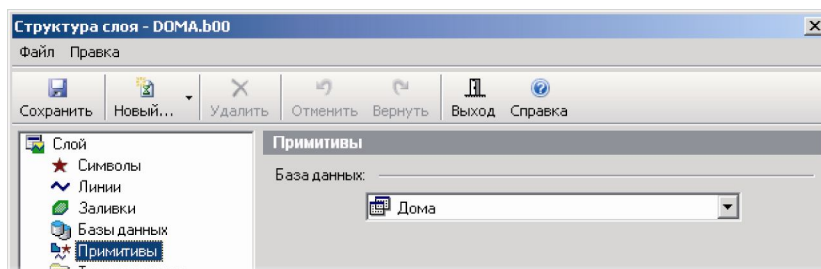 Структура слоя - DOMA.b00
Файл Правка
Сохранить Новый... Удалить Отменить Вернуть Выход Справка
Слой
Символы
Линии
Заливки
Базы данных
Примитивы
Примитивы
База данных:
Дома